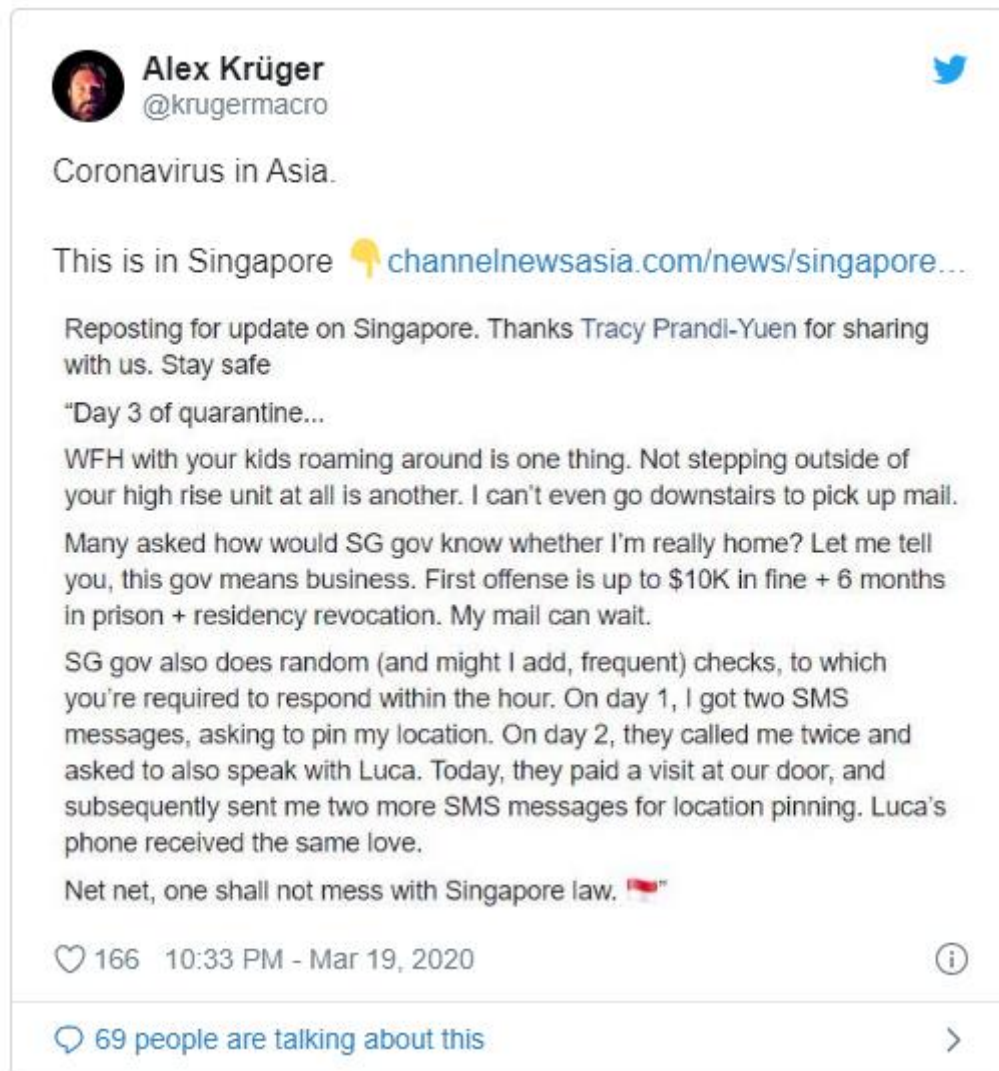 Alex Krüger
@krugermacro
Coronavirus in Asia.
This is in Singapore 👇 channelnewsasia.com/news/singapore...
Reposting for update on Singapore. Thanks Tracy Prandi-Yuen for sharing
with us. Stay safe
“Day 3 of quarantine...
WFH with your kids roaming around is one thing. Not stepping outside of
your high rise unit at all is another. I can’t even go downstairs to pick up mail.
Many asked how would SG gov know whether I’m really home? Let me tell
you, this gov means business. First offense is up to $10K in fine + 6 months
in prison + residency revocation. My mail can wait.
SG gov also does random (and might I add, frequent) checks, to which
you’re required to respond within the hour. On day 1, I got two SMS
messages, asking to pin my location. On day 2, they called me twice and
asked to also speak with Luca. Today, they paid a visit at our door, and
subsequently sent me two more SMS messages for location pinning. Luca’s
phone received the same love.
Net net, one shall not mess with Singapore law. 🇸🇬”
166 10:33 PM - Mar 19, 2020
69 people are talking about this